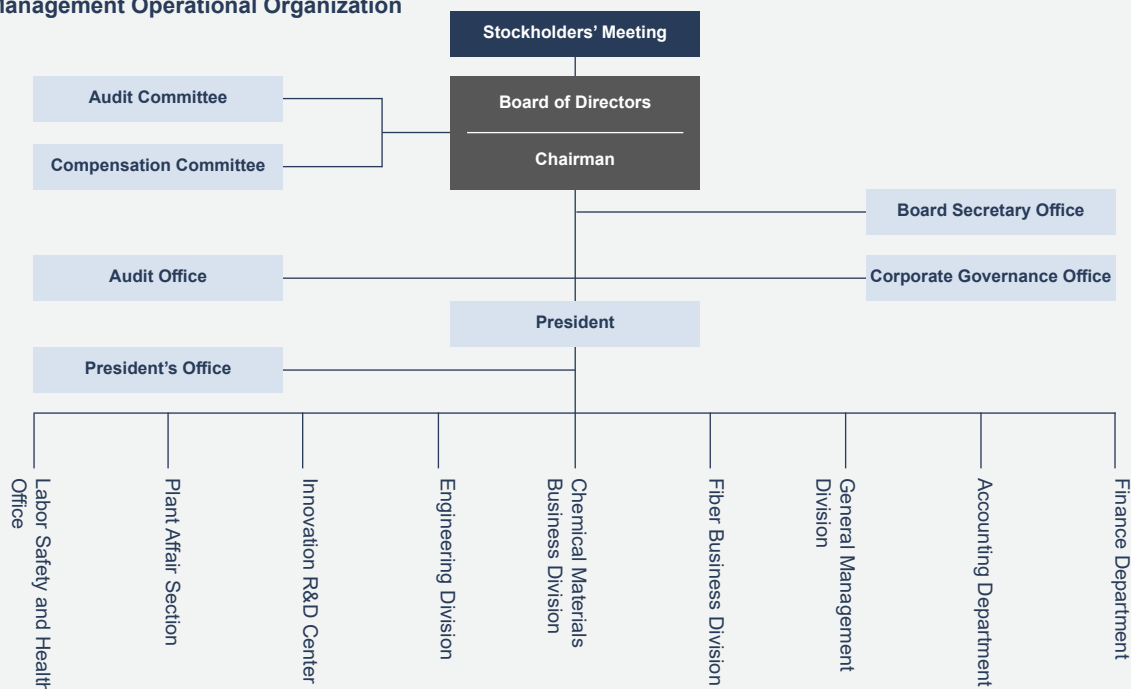 Management Operational Organization
Stockholders’ Meeting
Board of Directors
Chairman
Audit Committee
Compensation Committee
Board Secretary Office
Audit Office
Corporate Governance Office
President
President’s Office
Labor Safety and Health
Office
Plant Affair Section
Innovation R&D Center
Engineering Division
Chemical Materials
Business Division
Fiber Business Division
General Management
Division
Accounting Department
Finance Department